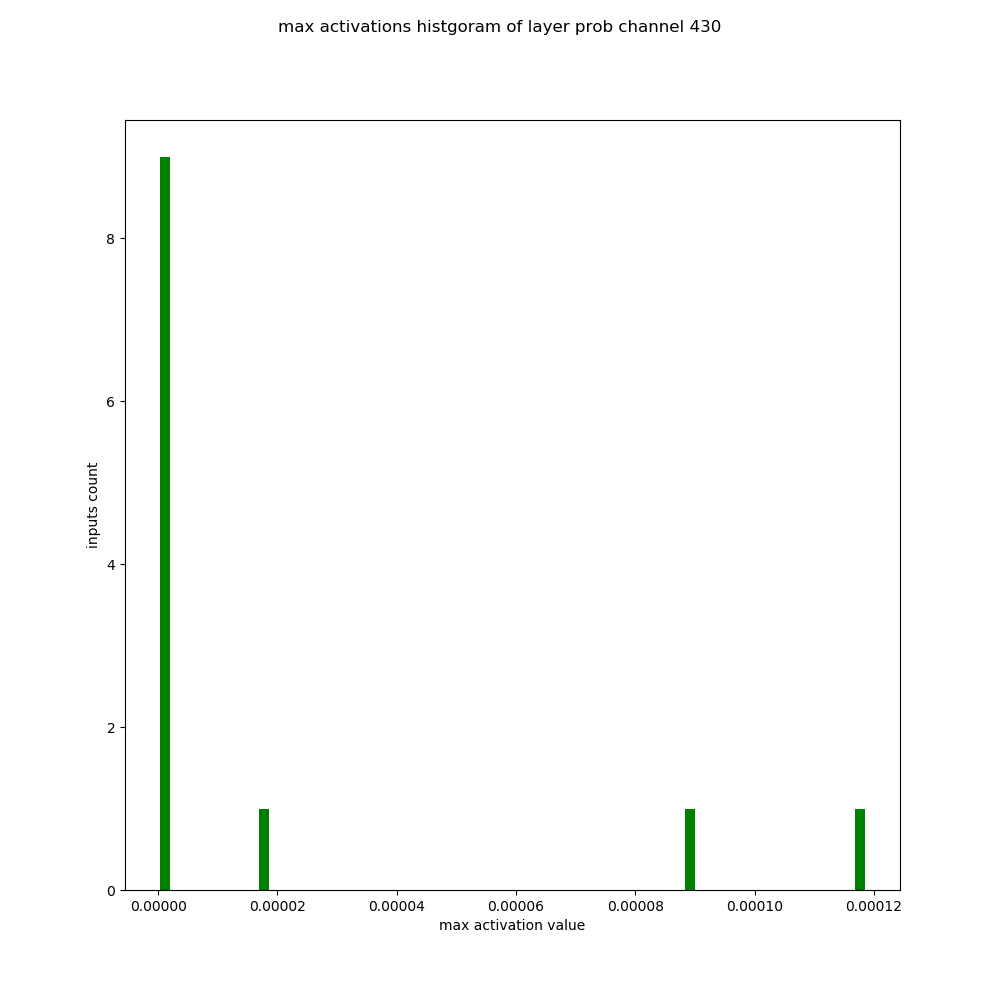 max activations histgoram of layer prob channel 430
8
6
4
2
0
inputs count
0.00000 0.00002 0.00004 0.00006 0.00008 0.00010 0.00012
max activation value